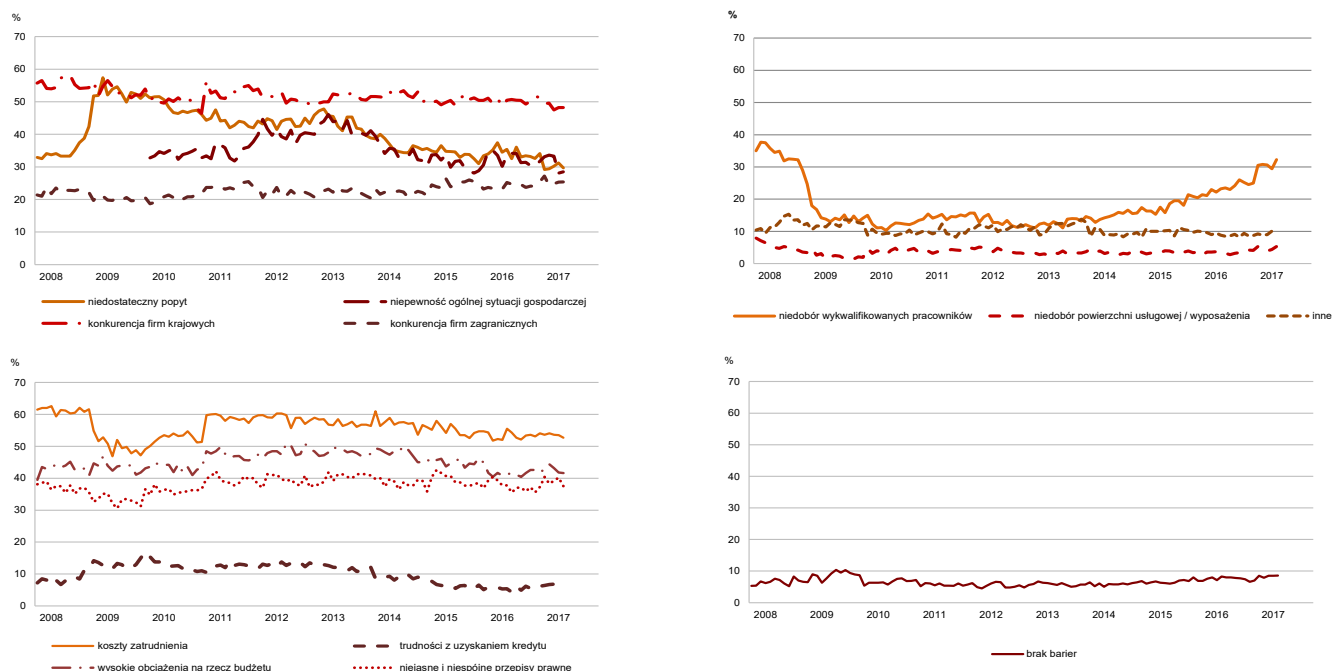 %
70
60
50
40
30
20
10
0
2008 2009 2010 2011 2012 2013 2014 2015 2016 2017
niedostateczny popyt
niepewność ogólnej sytuacji gospodarczej
konkurencja firm krajowych
konkurencja firm zagranicznych
%
70
60
50
40
30
20
10
0
2008 2009 2010 2011 2012 2013 2014 2015 2016 2017
niedobór wykwalifikowanych pracowników
niedobór powierzchni usługowej / wyposażenia
inne
%
70
60
50
40
30
20
10
0
2008 2009 2010 2011 2012 2013 2014 2015 2016 2017
koszty zatrudnienia
trudności z uzyskaniem kredytu
wysokie obciążenia na rzecz budżetu
niejasne i niespójne przepisy prawne
%
70
60
50
40
30
20
10
0
2008 2009 2010 2011 2012 2013 2014 2015 2016 2017
brak barier